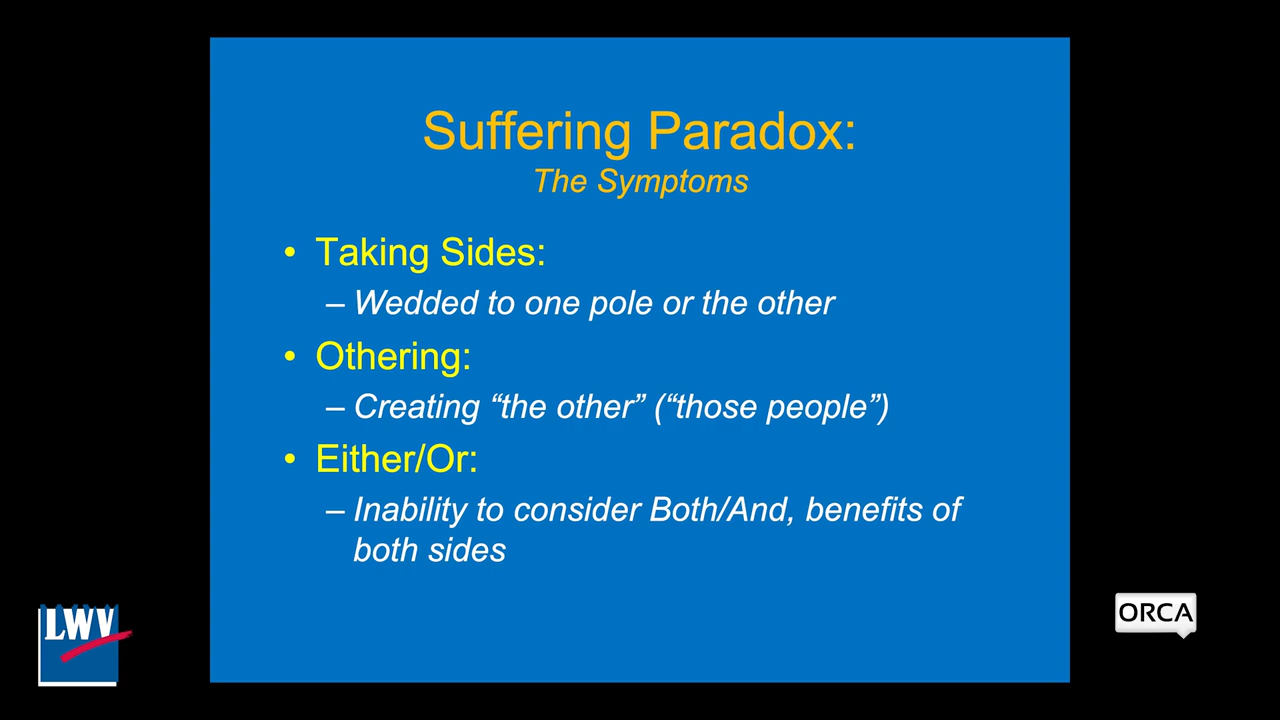 Suffering Paradox:
The Symptoms
• Taking Sides:
– Wedded to one pole or the other
• Othering:
– Creating “the other” (“those people”)
• Either/Or:
– Inability to consider Both/And, benefits of
both sides
LWV
ORCA